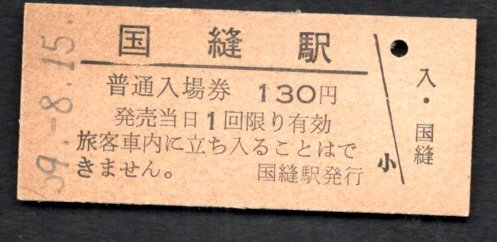 国縫駅
普通入場券 130円
発売当日1回限り有効
旅客車内に立ち入ることはで
きません。 国縫駅発行
小
入・国縫
59.-8.15.